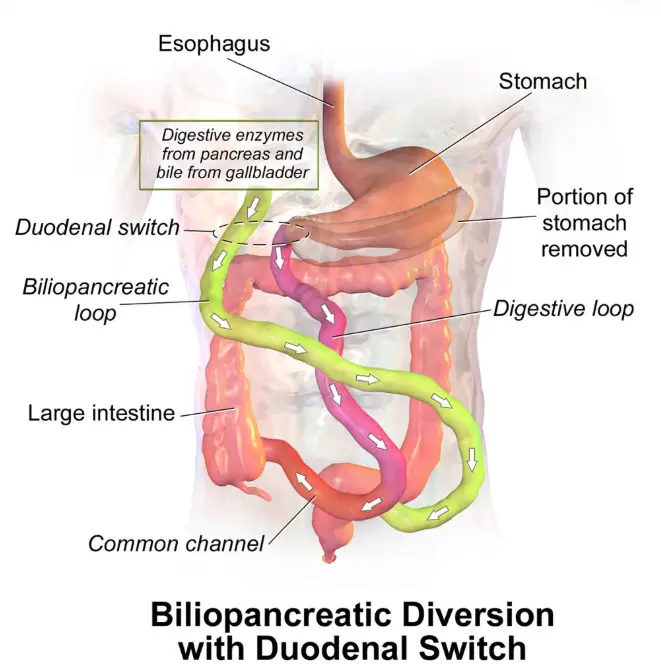 Esophagus
Stomach
Digestive enzymes
from pancreas and
bile from gallbladder
Portion of
stomach
removed
Duodenal switch
Biliopancreatic
loop
Digestive loop
Large intestine
Common channel
Biliopancreatic Diversion
with Duodenal Switch